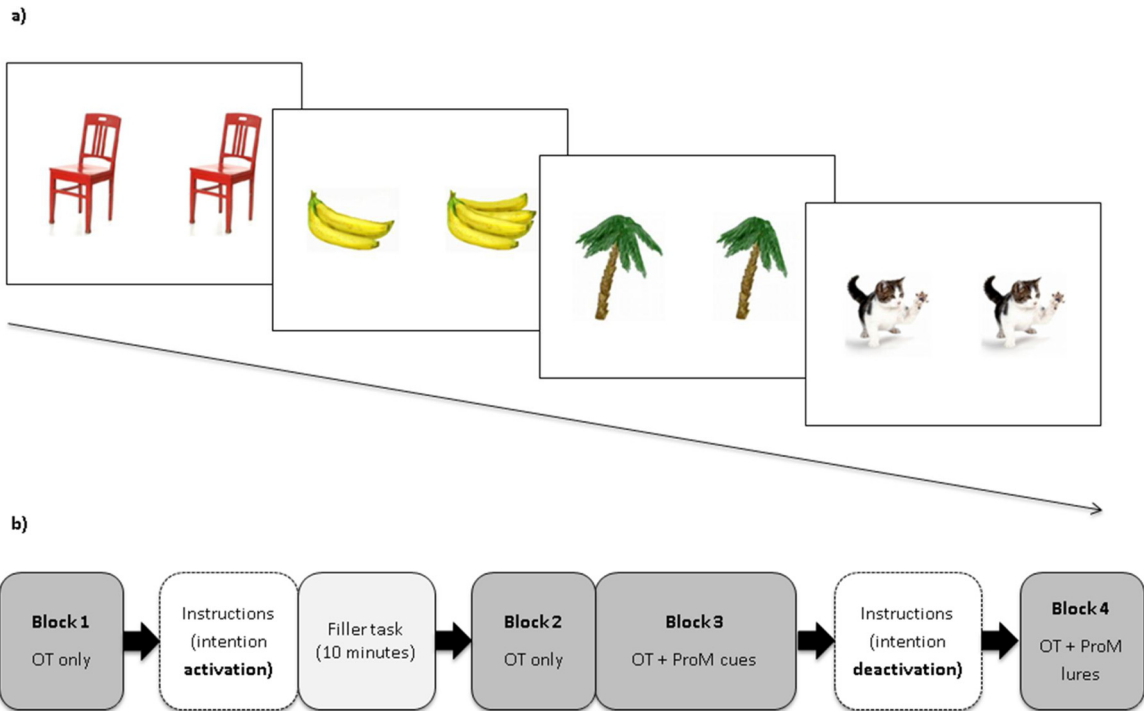 a)
b)
Block 1
OT only
Instructions
(intention
activation)
Filler task
(10 minutes)
Block 2
OT only
Block 3
OT + ProM cues
Instructions
(intention
deactivation)
Block 4
OT + ProM
lures